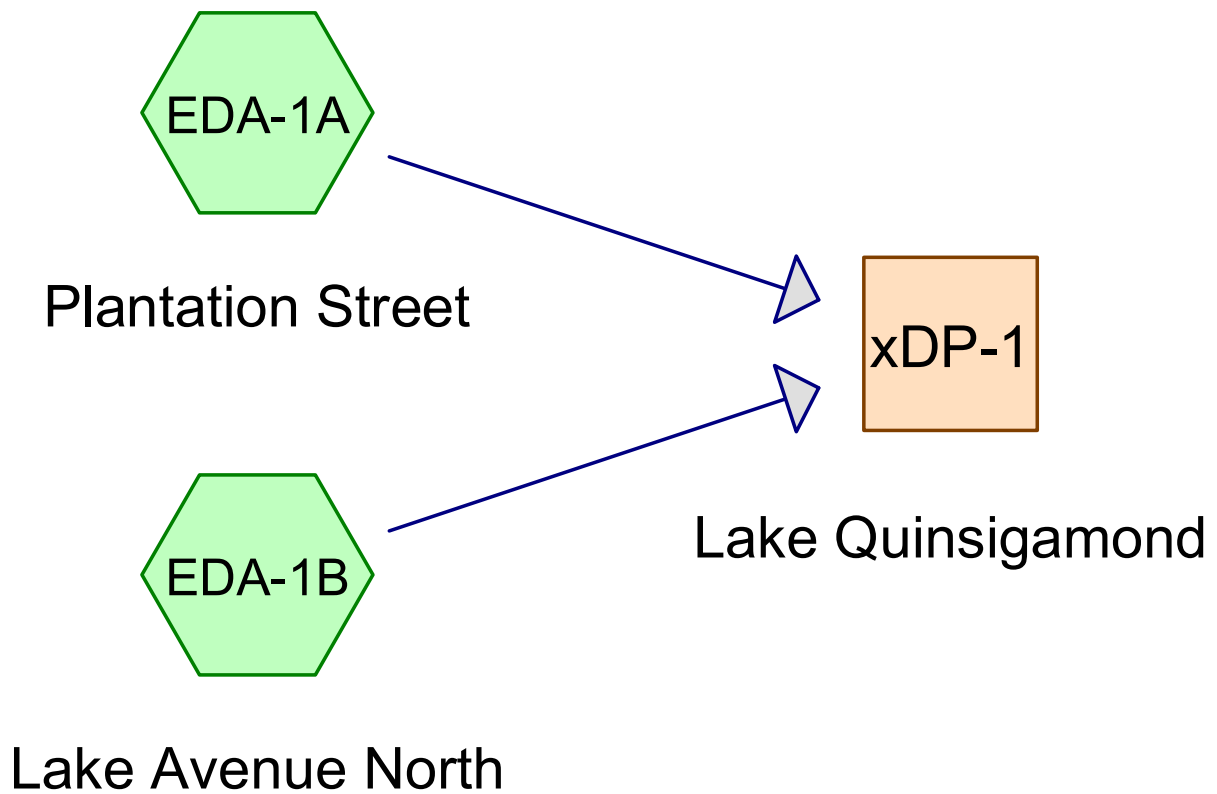 EDA-1A
Plantation Street
xDP-1
Lake Quinsigamond
EDA-1B
Lake Avenue North